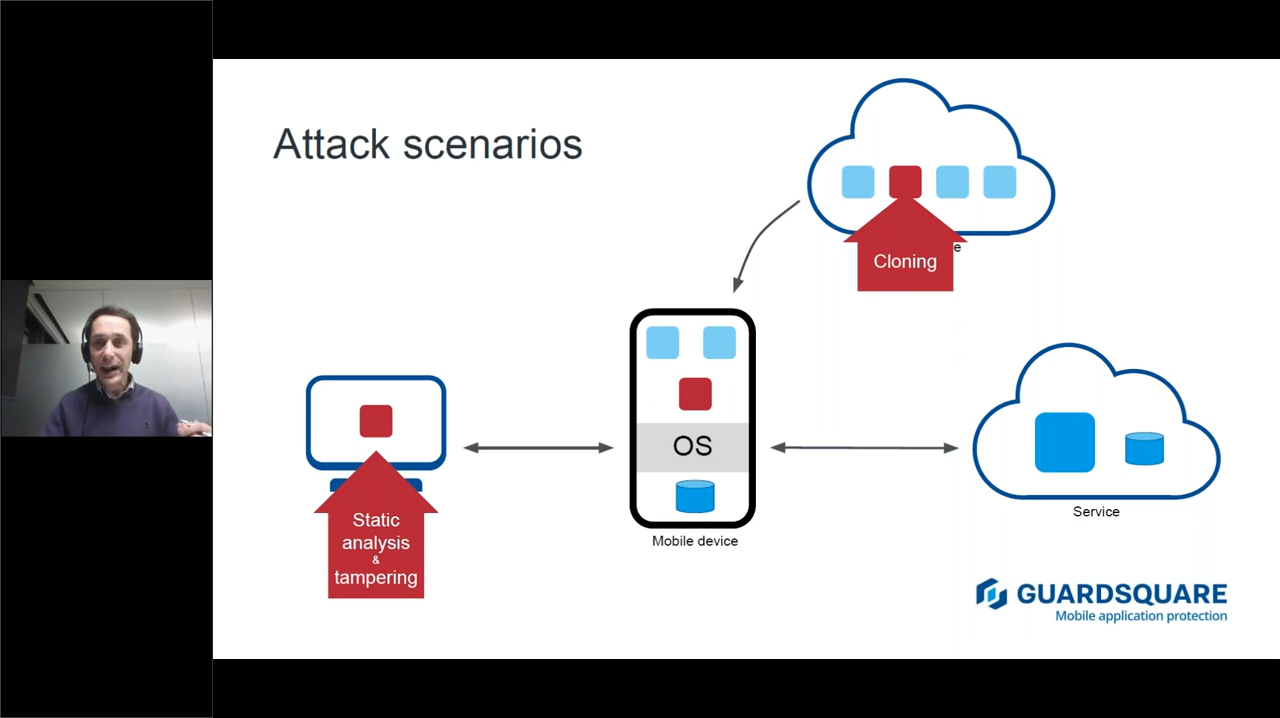 Attack scenarios
e
Cloning
OS
Static
analysis
&
tampering
Mobile device
Service
GUARDSQUARE
Mobile application protection